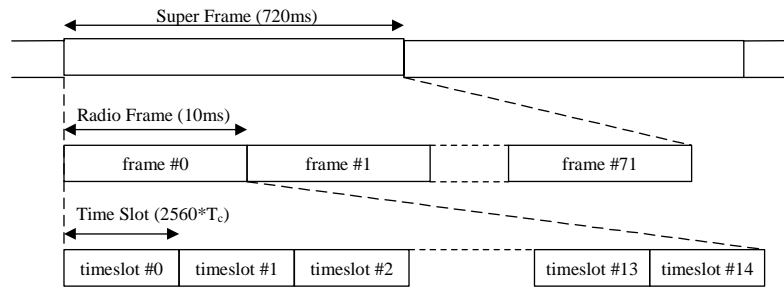 Super Frame (720ms)
Radio Frame (10ms)
frame #0 frame #1 frame #71
Time Slot (2560*Tc)
timeslot #0 timeslot #1 timeslot #2 timeslot #13 timeslot #14